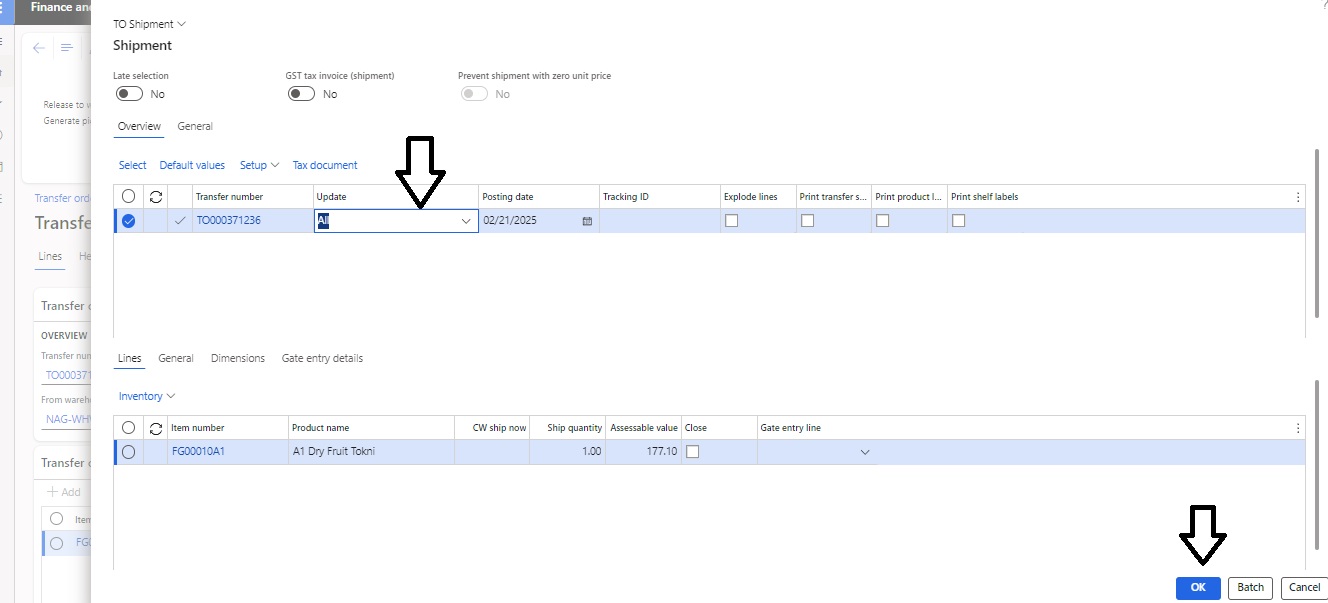 Finance and
TO Shipment
Shipment
Late selection
GST tax invoice (shipment)
Prevent shipment with zero unit price
No
No
No
Release to
Generate
Overview
General
Select
Default values
Setup
Tax document
Transfer number
Update
Posting date
Tracking ID
Explode lines
Print transfer s...
Print product l...
Print shelf labels
TO000371236
All
02/21/2025
Transfer ord
Transfe
Lines
He
Transfer
OVERVIEW
Transfer num
TO00037
From wareh
NAG-WH
Lines
General
Dimensions
Gate entry details
Inventory
Item number
Product name
CW ship now
Ship quantity
Assessable value
Close
Gate entry line
FG00010A1
A1 Dry Fruit Tokni
1.00
177.10
Transfer
Add
Item
FG
OK
Batch
Cancel